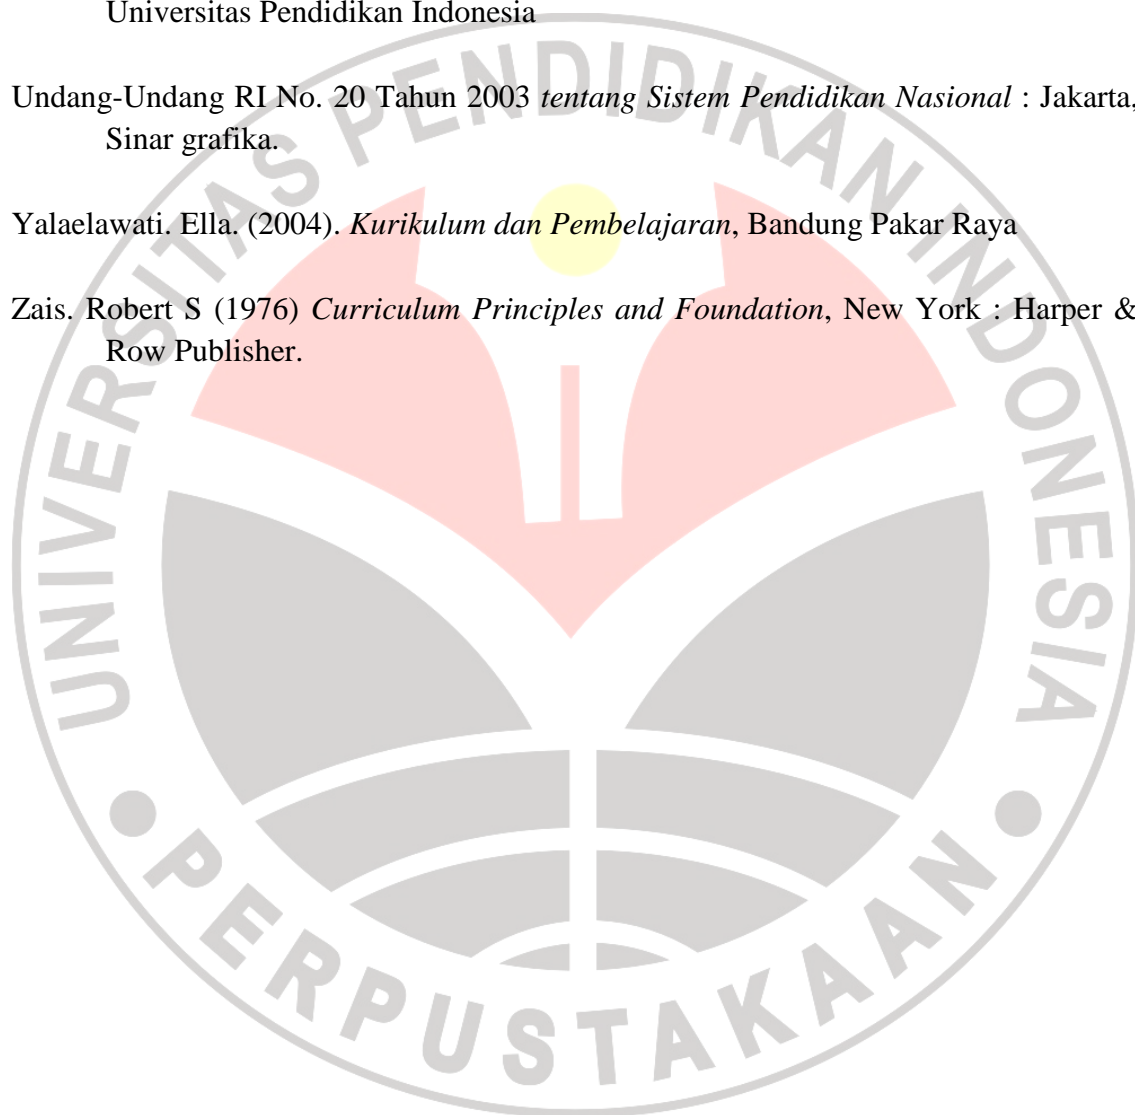 Universitas Pendidikan Indonesia
Undang-Undang RI No. 20 Tahun 2003 tentang Sistem Pendidikan Nasional : Jakarta,
Sinar grafika.
Yalaelawati. Ella. (2004). Kurikulum dan Pembelajaran, Bandung Pakar Raya
Zais. Robert S (1976) Curriculum Principles and Foundation, New York : Harper &
Row Publisher.
UNIVERSITAS PENDIDIKAN INDONESIA
PERPUSTAKAAN